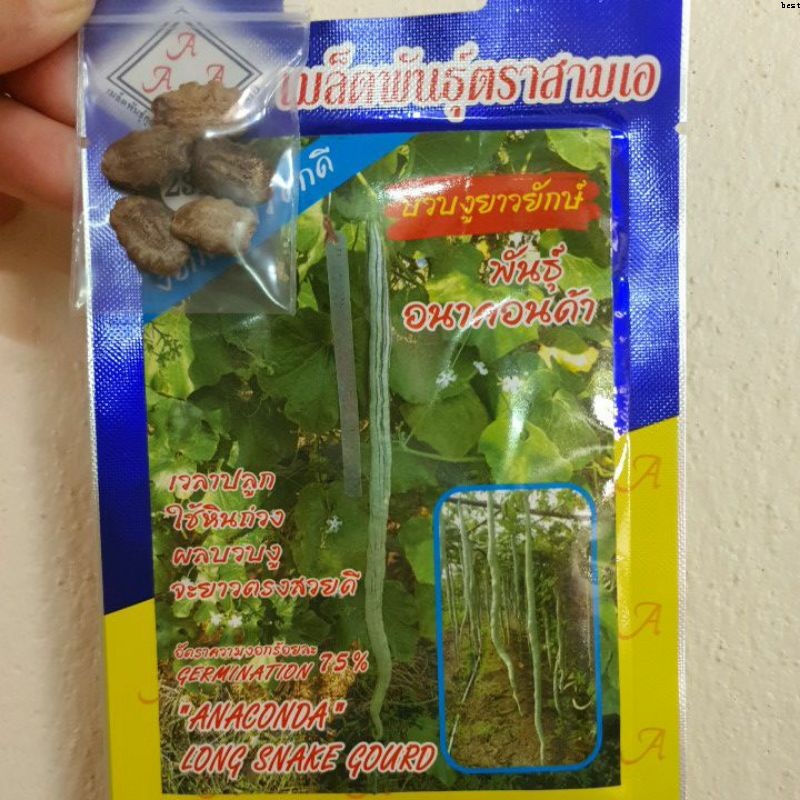 best
A
A A
เมล็ดพันธุ์ตราสามเอ
บวบงูยาวยักษ์
พันธุ์
อนาคอนด้า
เวลาปลูก
ใช้หินถ่วง
ผลบวบงู
จะยาวตรงสวยดี
อัตราความงอกร้อยละ
GERMINATION 75%
"ANACONDA"
LONG SNAKE GOURD
A
A
A